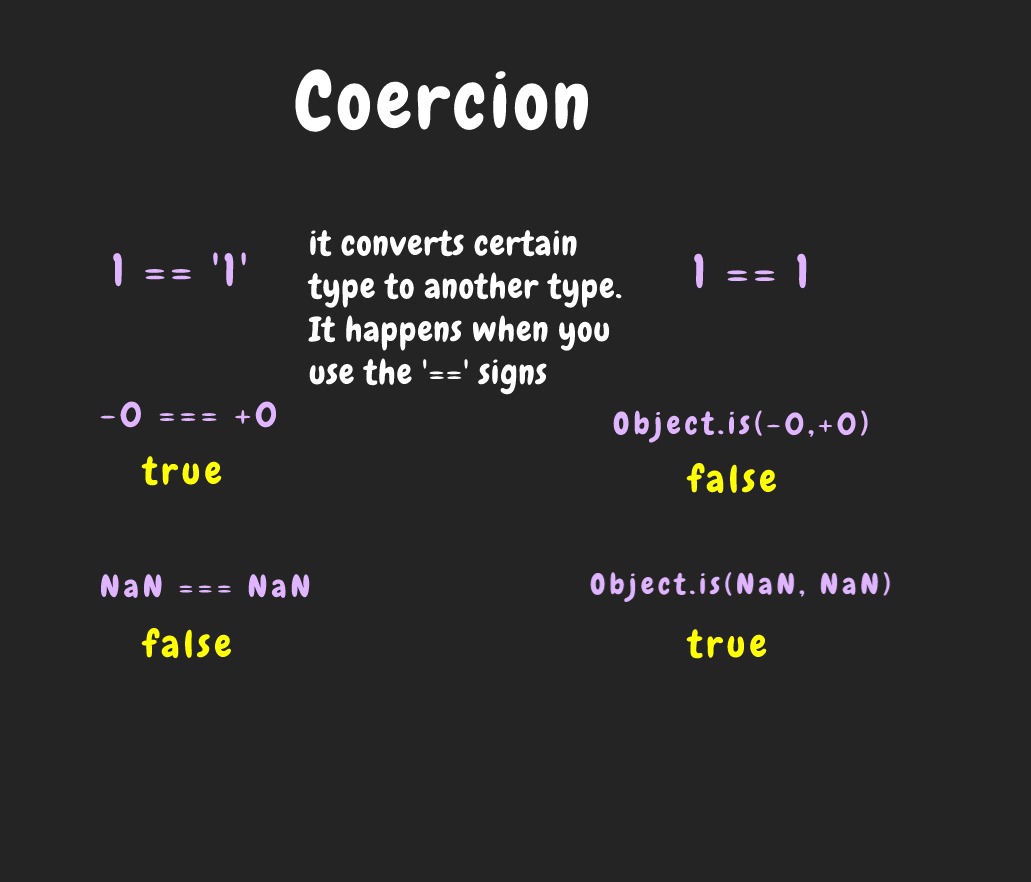 Coercion
1 == '1'
it converts certain
type to another type.
It happens when you
use the '==' signs
1 == 1
-0 === +0
true
Object.is(-0,+0)
false
NaN === NaN
false
Object.is(NaN, NaN)
true